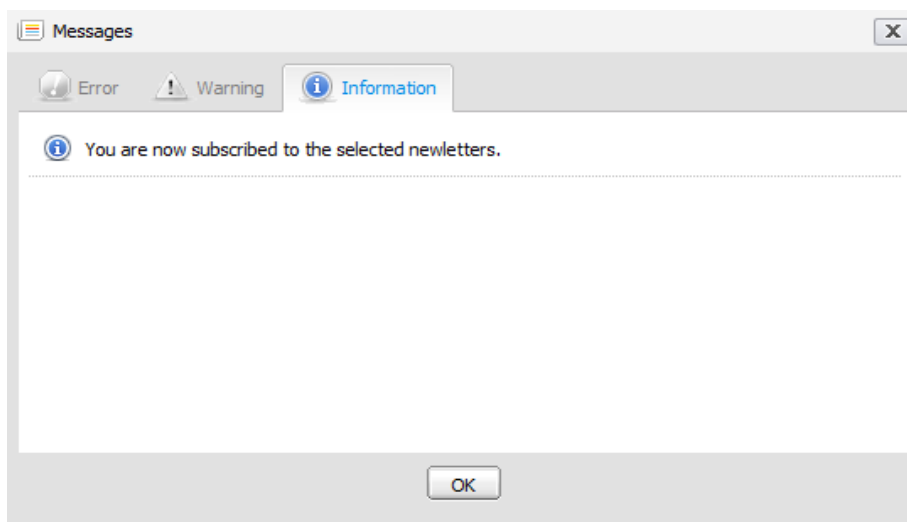 Messages
Error Warning Information
You are now subscribed to the selected newletters.
OK